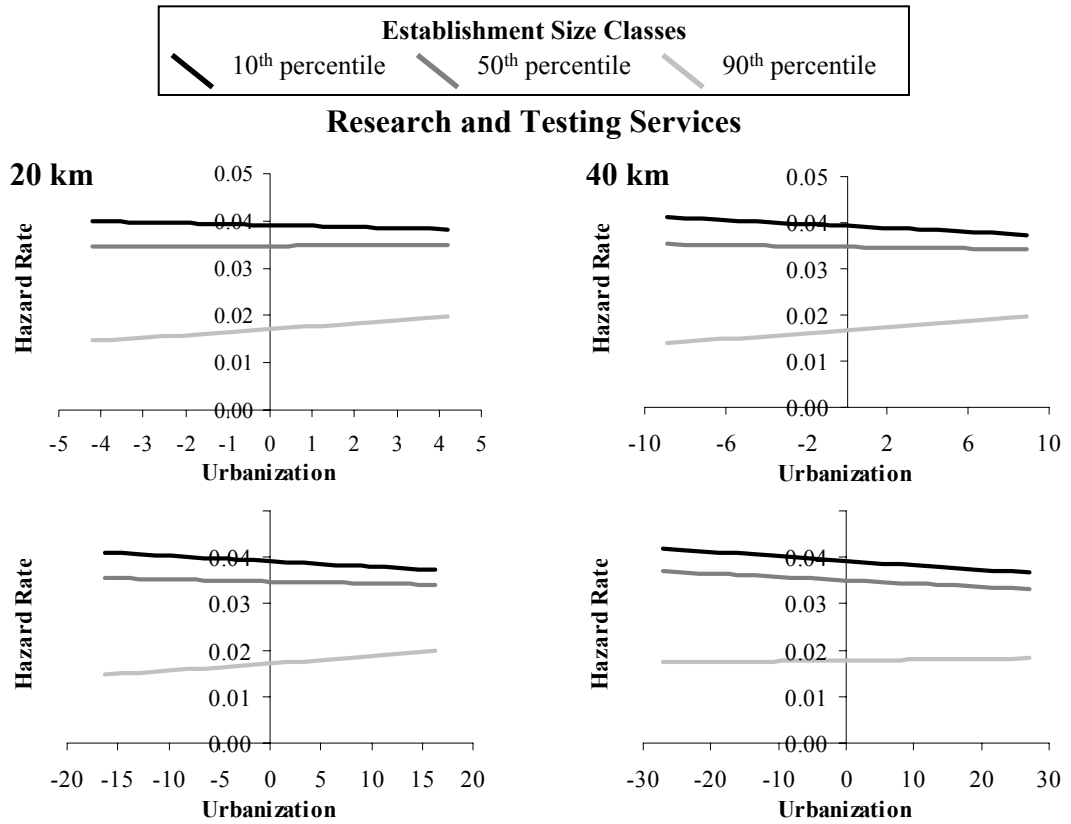 Establishment Size Classes
10th percentile 50th percentile 90th percentile
Research and Testing Services
20 km
Hazard Rate
0.05
0.04
0.03
0.02
0.01
0.00
-5 -4 -3 -2 -1 0 1 2 3 4 5
Urbanization
40 km
Hazard Rate
0.05
0.04
0.03
0.02
0.01
0.00
-10 -6 -2 2 6 10
Urbanization
Hazard Rate
0.04
0.03
0.02
0.01
0.00
-20 -15 -10 -5 0 5 10 15 20
Urbanization
Hazard Rate
0.04
0.03
0.02
0.01
0.00
-30 -20 -10 0 10 20 30
Urbanization